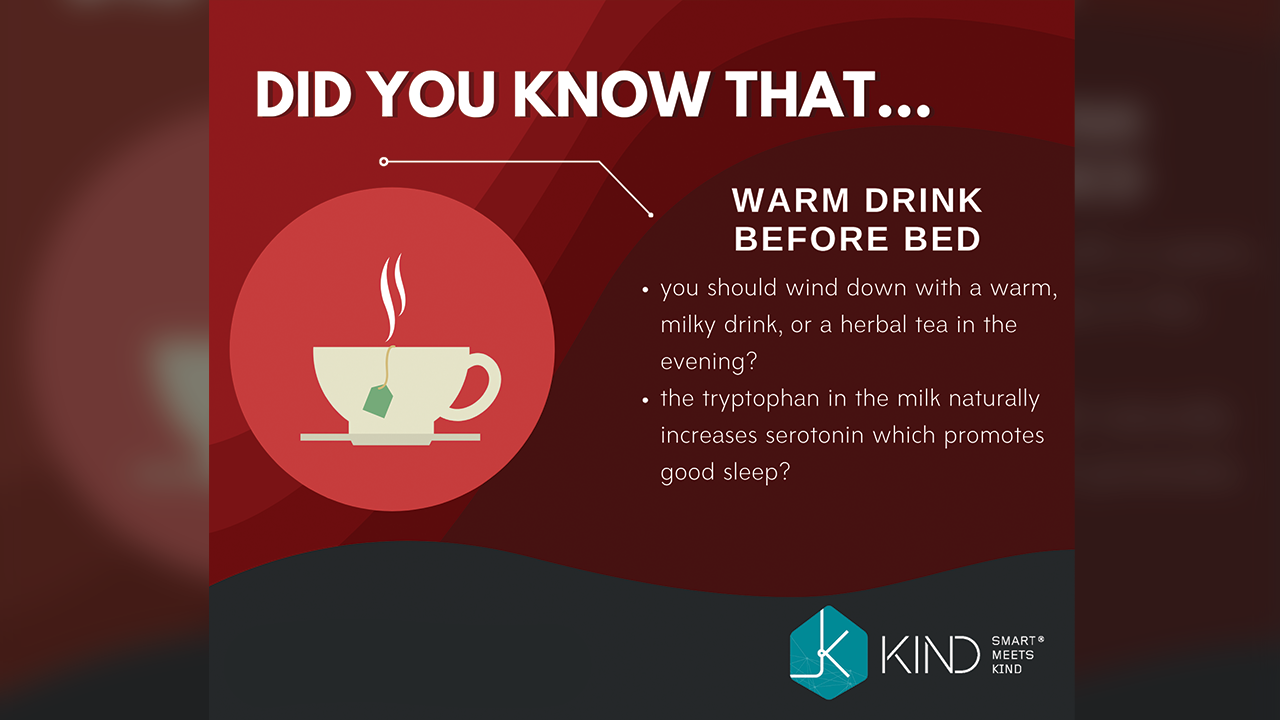 DID YOU KNOW THAT...
WARM DRINK
BEFORE BED
• you should wind down with a warm,
milky drink, or a herbal tea in the
evening?
• the tryptophan in the milk naturally
increases serotonin which promotes
good sleep?
KIND
SMART®
MEETS
KIND